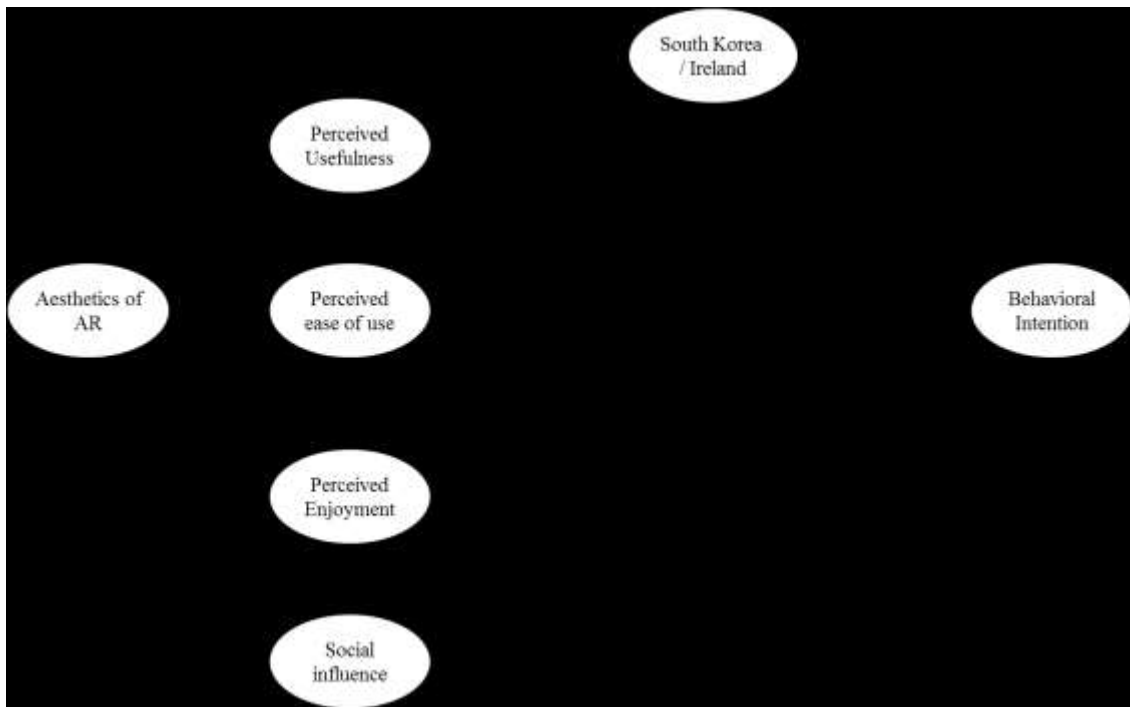 South Korea
/ Ireland
Perceived
Usefulness
Aesthetics of
AR
Perceived
ease of use
Behavioral
Intention
Perceived
Enjoyment
Social
influence